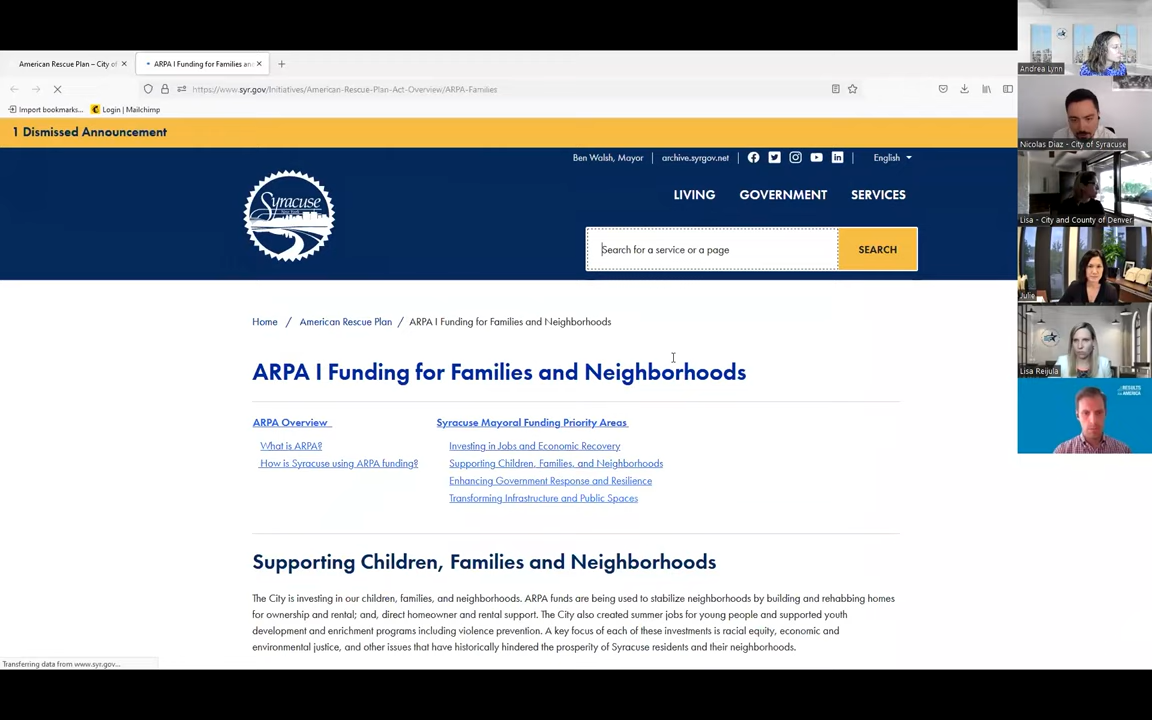 American Rescue Plan – City of
ARPA | Funding for Families and
https://www.syr.gov/Initiatives/American-Rescue-Plan-Act-Overview/ARPA-Families
Import bookmarks...
Login | Mailchimp
1 Dismissed Announcement
Ben Walsh, Mayor | archive.syrgov.net
English
Syracuse
LIVING
GOVERNMENT
SERVICES
Search for a service or a page
SEARCH
Home / American Rescue Plan / ARPA I Funding for Families and Neighborhoods
ARPA I Funding for Families and Neighborhoods
ARPA Overview
What is ARPA?
How is Syracuse using ARPA funding?
Syracuse Mayoral Funding Priority Areas
Investing in Jobs and Economic Recovery
Supporting Children, Families, and Neighborhoods
Enhancing Government Response and Resilience
Transforming Infrastructure and Public Spaces
Supporting Children, Families and Neighborhoods
The City is investing in our children, families, and neighborhoods. ARPA funds are being used to stabilize neighborhoods by building and rehabbing homes
for ownership and rental; and, direct homeowner and rental support. The City also created summer jobs for young people and supported youth
development and enrichment programs including violence prevention. A key focus of each of these investments is racial equity, economic and
environmental justice, and other issues that have historically hindered the prosperity of Syracuse residents and their neighborhoods.
Transferring data from www.syr.gov...
Andrea Lynn
Nicolas Diaz - City of Syracuse
Lisa - City and County of Denver
Julie
Lisa Reijula
RESULTS
AMERICA